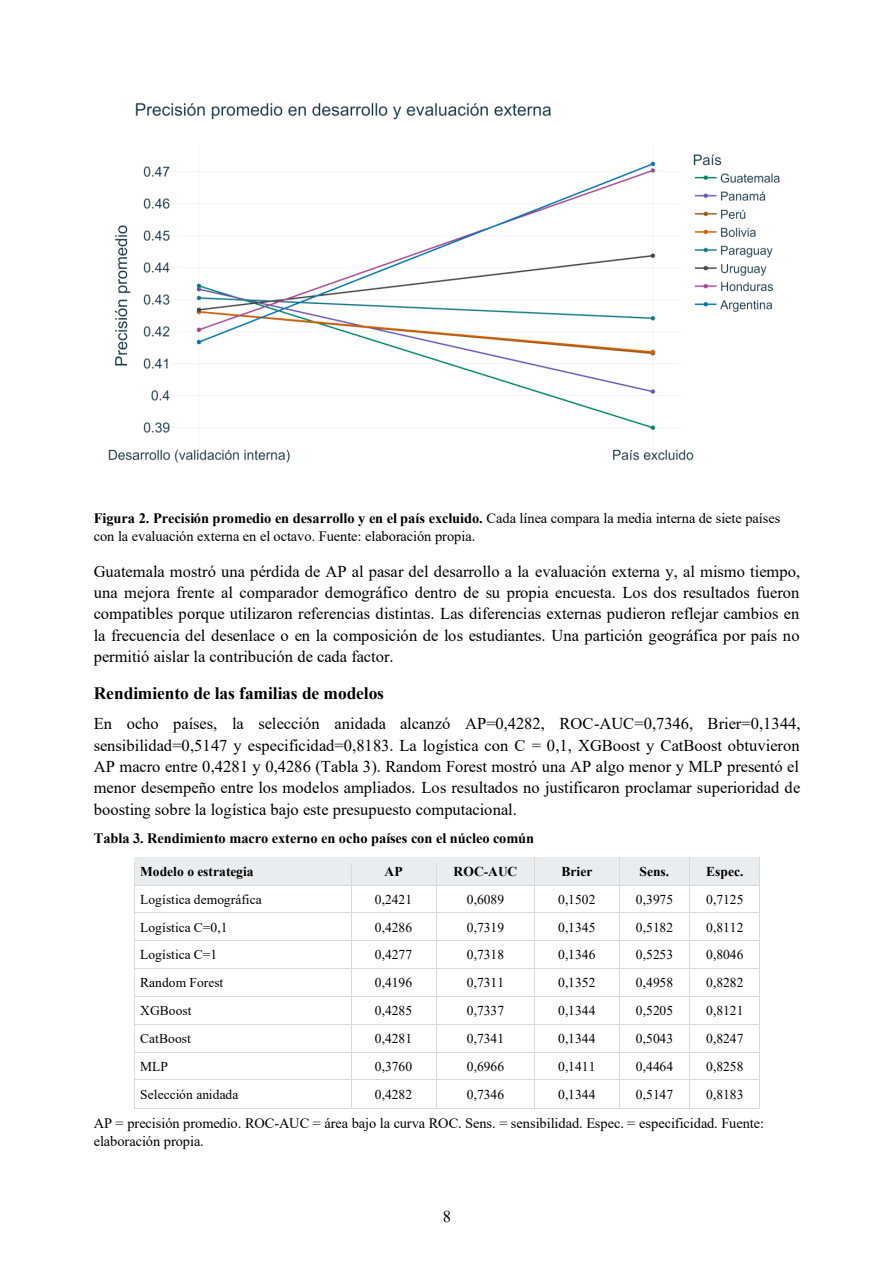 Precisión promedio en desarrollo y evaluación externa
Precisión promedio
0.47
0.46
0.45
0.44
0.43
0.42
0.41
0.4
0.39
Desarrollo (validación interna)
País excluido
País
Guatemala
Panamá
Perú
Bolivia
Paraguay
Uruguay
Honduras
Argentina
Figura 2. Precisión promedio en desarrollo y en el país excluido. Cada línea compara la media interna de siete países
con la evaluación externa en el octavo. Fuente: elaboración propia.
Guatemala mostró una pérdida de AP al pasar del desarrollo a la evaluación externa y, al mismo tiempo,
una mejora frente al comparador demográfico dentro de su propia encuesta. Los dos resultados fueron
compatibles porque utilizaron referencias distintas. Las diferencias externas pudieron reflejar cambios en
la frecuencia del desenlace o en la composición de los estudiantes. Una partición geográfica por país no
permitió aislar la contribución de cada factor.
Rendimiento de las familias de modelos
En ocho países, la selección anidada alcanzó AP=0,4282, ROC-AUC=0,7346, Brier=0,1344,
sensibilidad=0,5147 y especificidad=0,8183. La logística con C = 0,1, XGBoost y CatBoost obtuvieron
AP macro entre 0,4281 y 0,4286 (Tabla 3). Random Forest mostró una AP algo menor y MLP presentó el
menor desempeño entre los modelos ampliados. Los resultados no justificaron proclamar superioridad de
boosting sobre la logística bajo este presupuesto computacional.
Tabla 3. Rendimiento macro externo en ocho países con el núcleo común
Modelo o estrategia AP ROC-AUC Brier Sens. Espec.
Logística demográfica 0,2421 0,6089 0,1502 0,3975 0,7125
Logística C=0,1 0,4286 0,7319 0,1345 0,5182 0,8112
Logística C=1 0,4277 0,7318 0,1346 0,5253 0,8046
Random Forest 0,4196 0,7311 0,1352 0,4958 0,8282
XGBoost 0,4285 0,7337 0,1344 0,5205 0,8121
CatBoost 0,4281 0,7341 0,1344 0,5043 0,8247
MLP 0,3760 0,6966 0,1411 0,4464 0,8258
Selección anidada 0,4282 0,7346 0,1344 0,5147 0,8183
AP = precisión promedio. ROC-AUC = área bajo la curva ROC. Sens. = sensibilidad. Espec. = especificidad. Fuente:
elaboración propia.
8